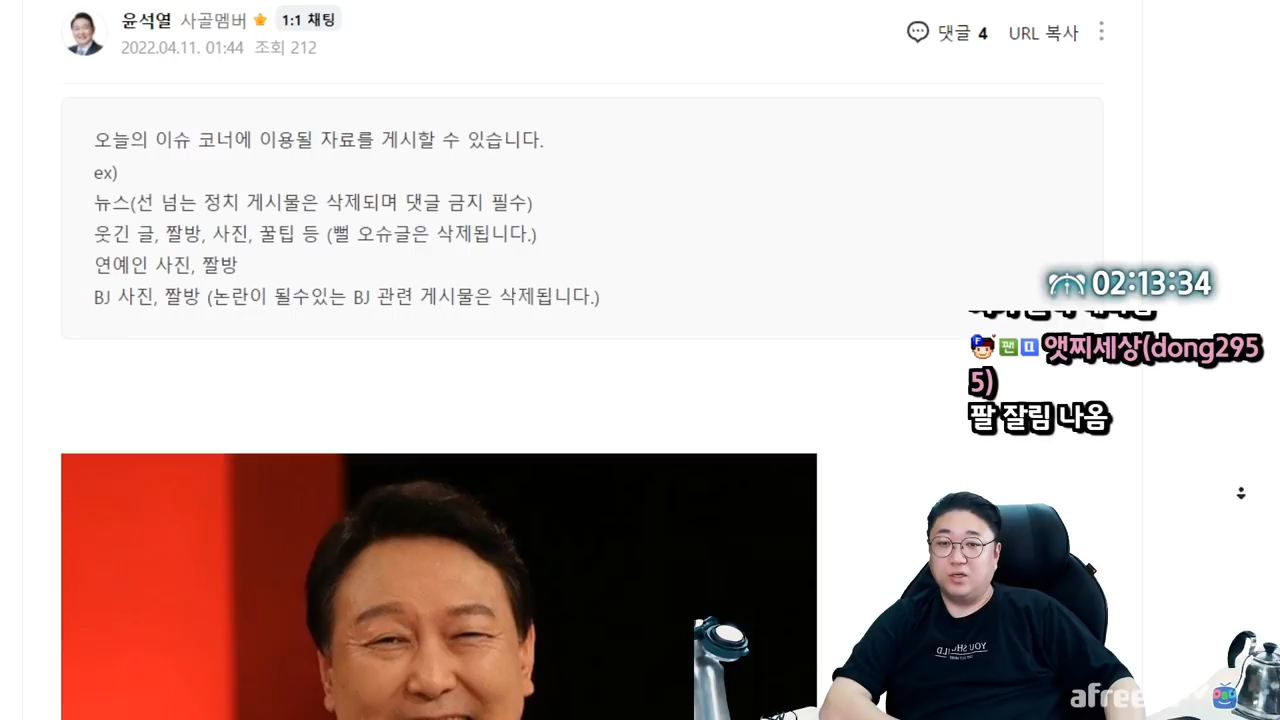 윤석열 사골멤버 1:1 채팅
2022.04.11. 01:44 조회 212
댓글 4 URL 복사
오늘의 이슈 코너에 이용될 자료를 게시할 수 있습니다.
ex)
뉴스(선 넘는 정치 게시물은 삭제되며 댓글 금지 필수)
웃긴 글, 짤방, 사진, 꿀팁 등 (뻘 오슈글은 삭제됩니다.)
연예인 사진, 짤방
BJ 사진, 짤방 (논란이 될수있는 BJ 관련 게시물은 삭제됩니다.)
02:13:34
F 팬 앳찌세상(dong295
5)
팔 잘림 나옴
YOU SH
afree